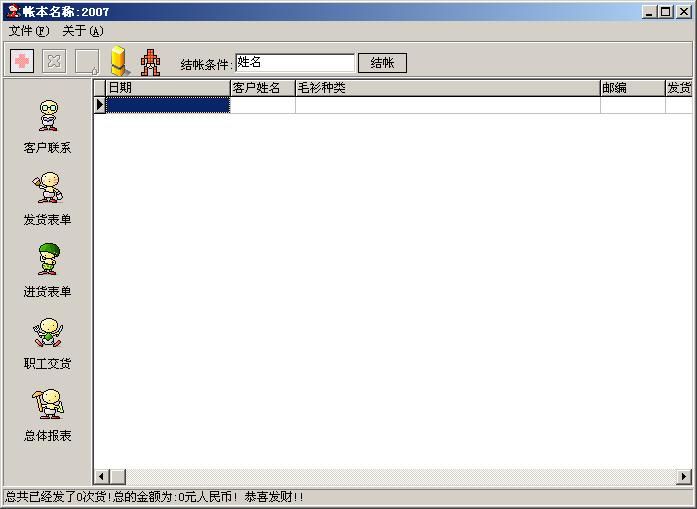 帐本名称:2007
文件(F) 关于(A)
结帐条件: 姓名 结帐
日期 客户姓名 毛衫种类 邮编 发货
客户联系
发货表单
进货表单
职工交货
总体报表
总共已经发了0次货!总的金额为:0元人民币! 恭喜发财!!